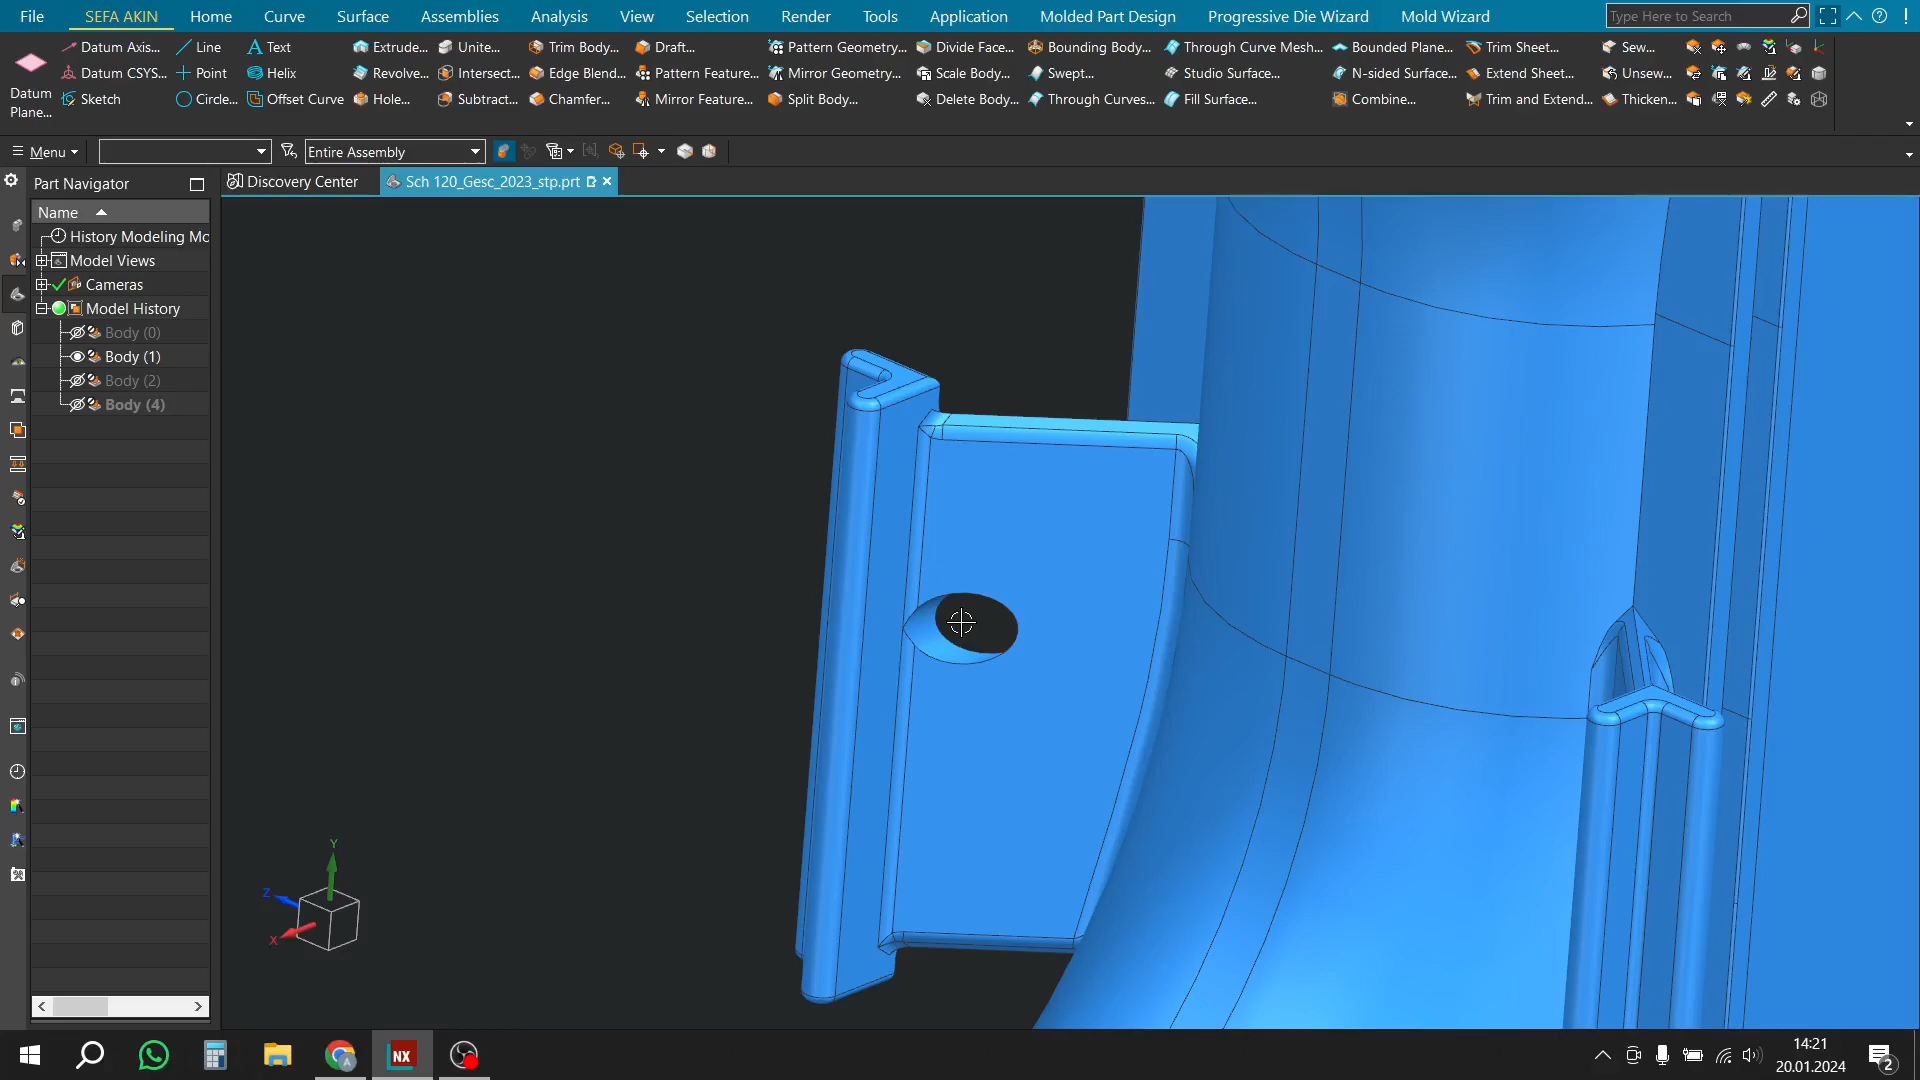 File SEFA AKIN Home Curve Surface Assemblies Analysis View Selection Render Tools Application Molded Part Design Progressive Die Wizard Mold Wizard Type Here to Search
Datum Plane...
Datum Axis... Line Text Extrude... Unite... Trim Body... Draft... Pattern Geometry... Divide Face... Bounding Body... Through Curve Mesh... Bounded Plane... Trim Sheet... Sew...
Datum CSYS... Point Helix Revolve... Intersect... Edge Blend... Pattern Feature... Mirror Geometry... Scale Body... Swept... Studio Surface... N-sided Surface... Extend Sheet... Unsew...
Sketch Circle... Offset Curve Hole... Subtract... Chamfer... Mirror Feature... Split Body... Delete Body... Through Curves... Fill Surface... Combine... Trim and Extend... Thicken...
Menu Entire Assembly
Part Navigator Discovery Center Sch 120_Gesc_2023_stp.prt
Name
History Modeling Mo
Model Views
Cameras
Model History
Body (0)
Body (1)
Body (2)
Body (4)
Y
Z
X
NX
14:21
20.01.2024
2